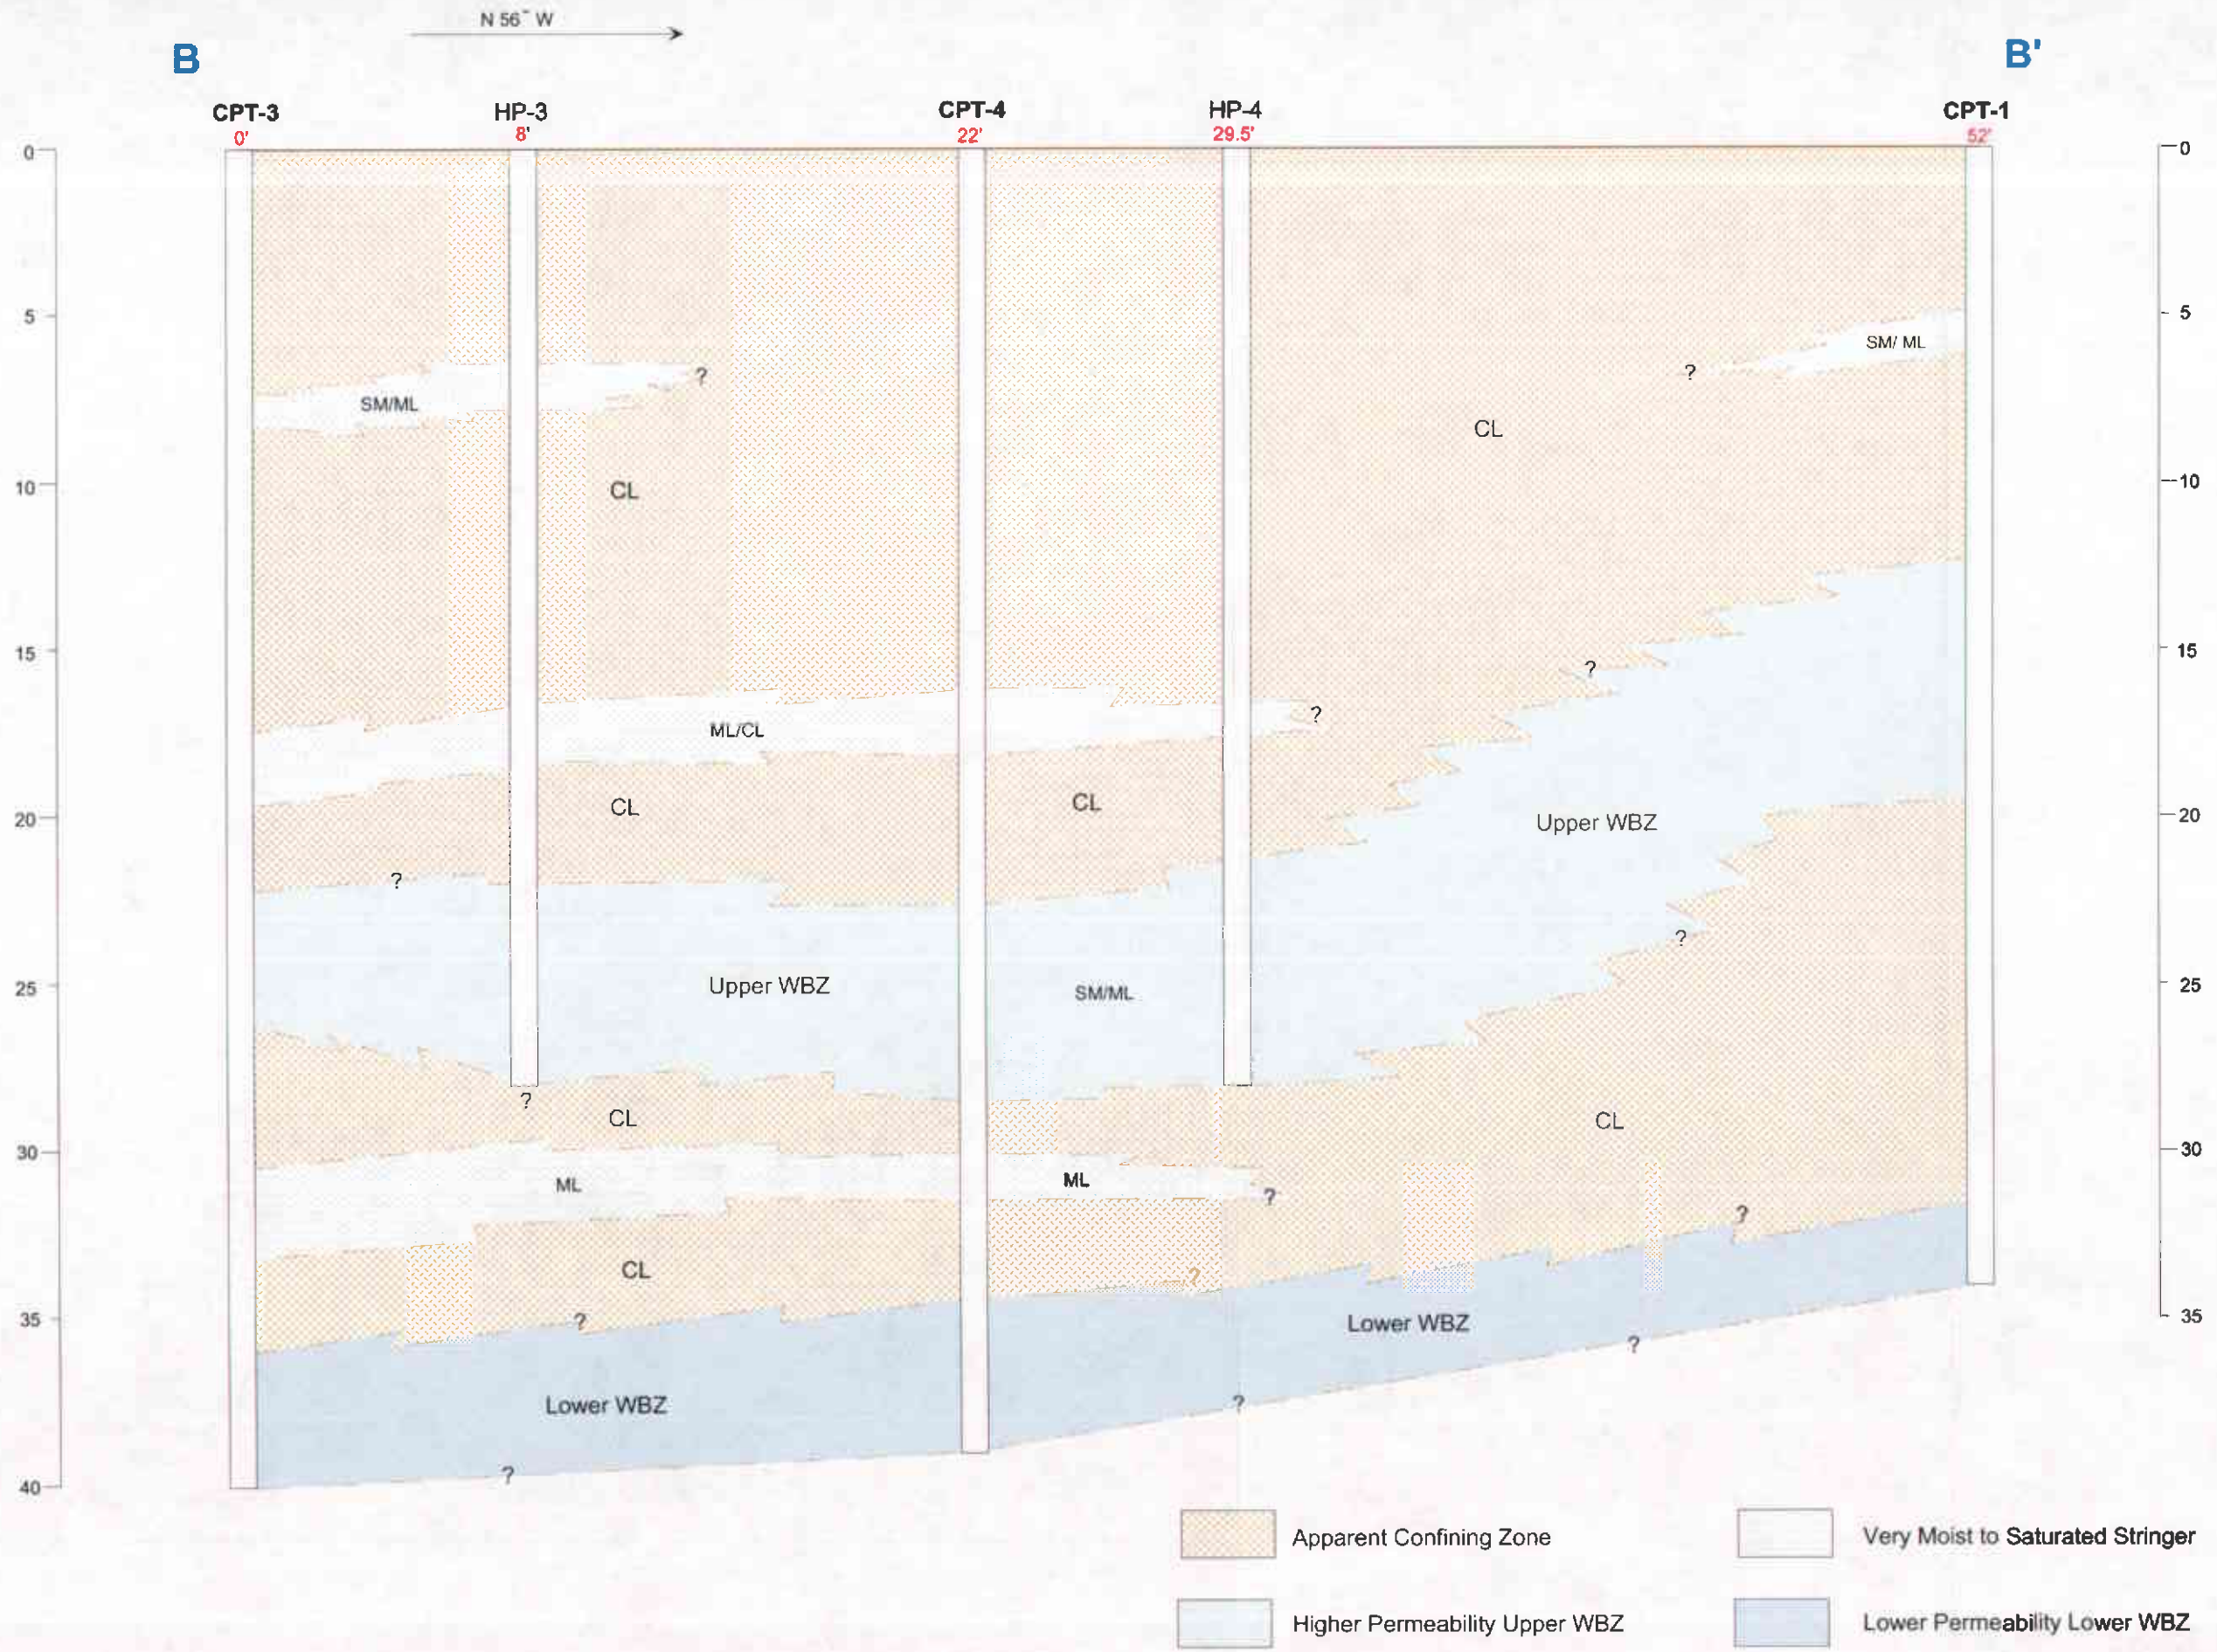 N 56˜ W
B B'
CPT-3 HP-3 CPT-4 HP-4 CPT-1
0' 8' 22' 29.5' 52'
0 0
5 5
SM/ ML
?
? ?
SM/ML
CL
10 CL 10
15 15
?
?
ML/CL
CL CL
20 Upper WBZ 20
?
?
25 Upper WBZ SM/ML 25
?
CL CL
30 30
ML ML
?
?
CL ?
35 ? Lower WBZ 35
?
Lower WBZ ?
40 ?
Apparent Confining Zone Very Moist to Saturated Stringer
Higher Permeability Upper WBZ Lower Permeability Lower WBZ